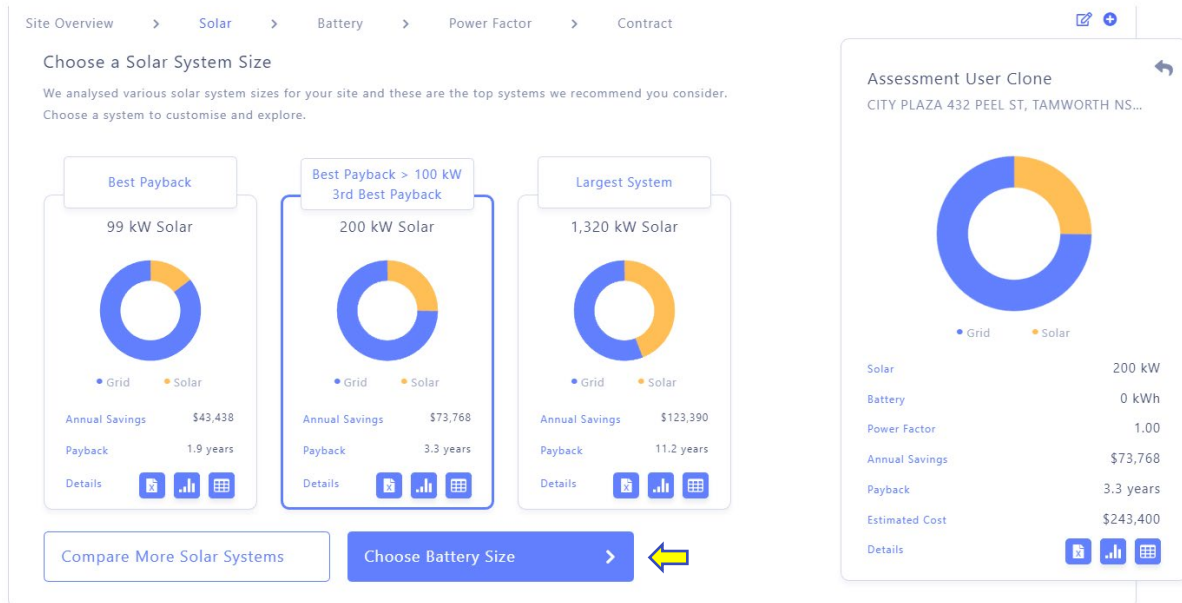 Site Overview > Solar > Battery > Power Factor > Contract
Choose a Solar System Size
We analysed various solar system sizes for your site and these are the top systems we recommend you consider.
Choose a system to customise and explore.
Best Payback
99 kW Solar
Grid Solar
Annual Savings $43,438
Payback 1.9 years
Details
Best Payback > 100 kW
3rd Best Payback
200 kW Solar
Grid Solar
Annual Savings $73,768
Payback 3.3 years
Details
Largest System
1,320 kW Solar
Grid Solar
Annual Savings $123,390
Payback 11.2 years
Details
Compare More Solar Systems
Choose Battery Size >
Assessment User Clone
CITY PLAZA 432 PEEL ST, TAMWORTH NS...
Grid Solar
Solar 200 kW
Battery 0 kWh
Power Factor 1.00
Annual Savings $73,768
Payback 3.3 years
Estimated Cost $243,400
Details